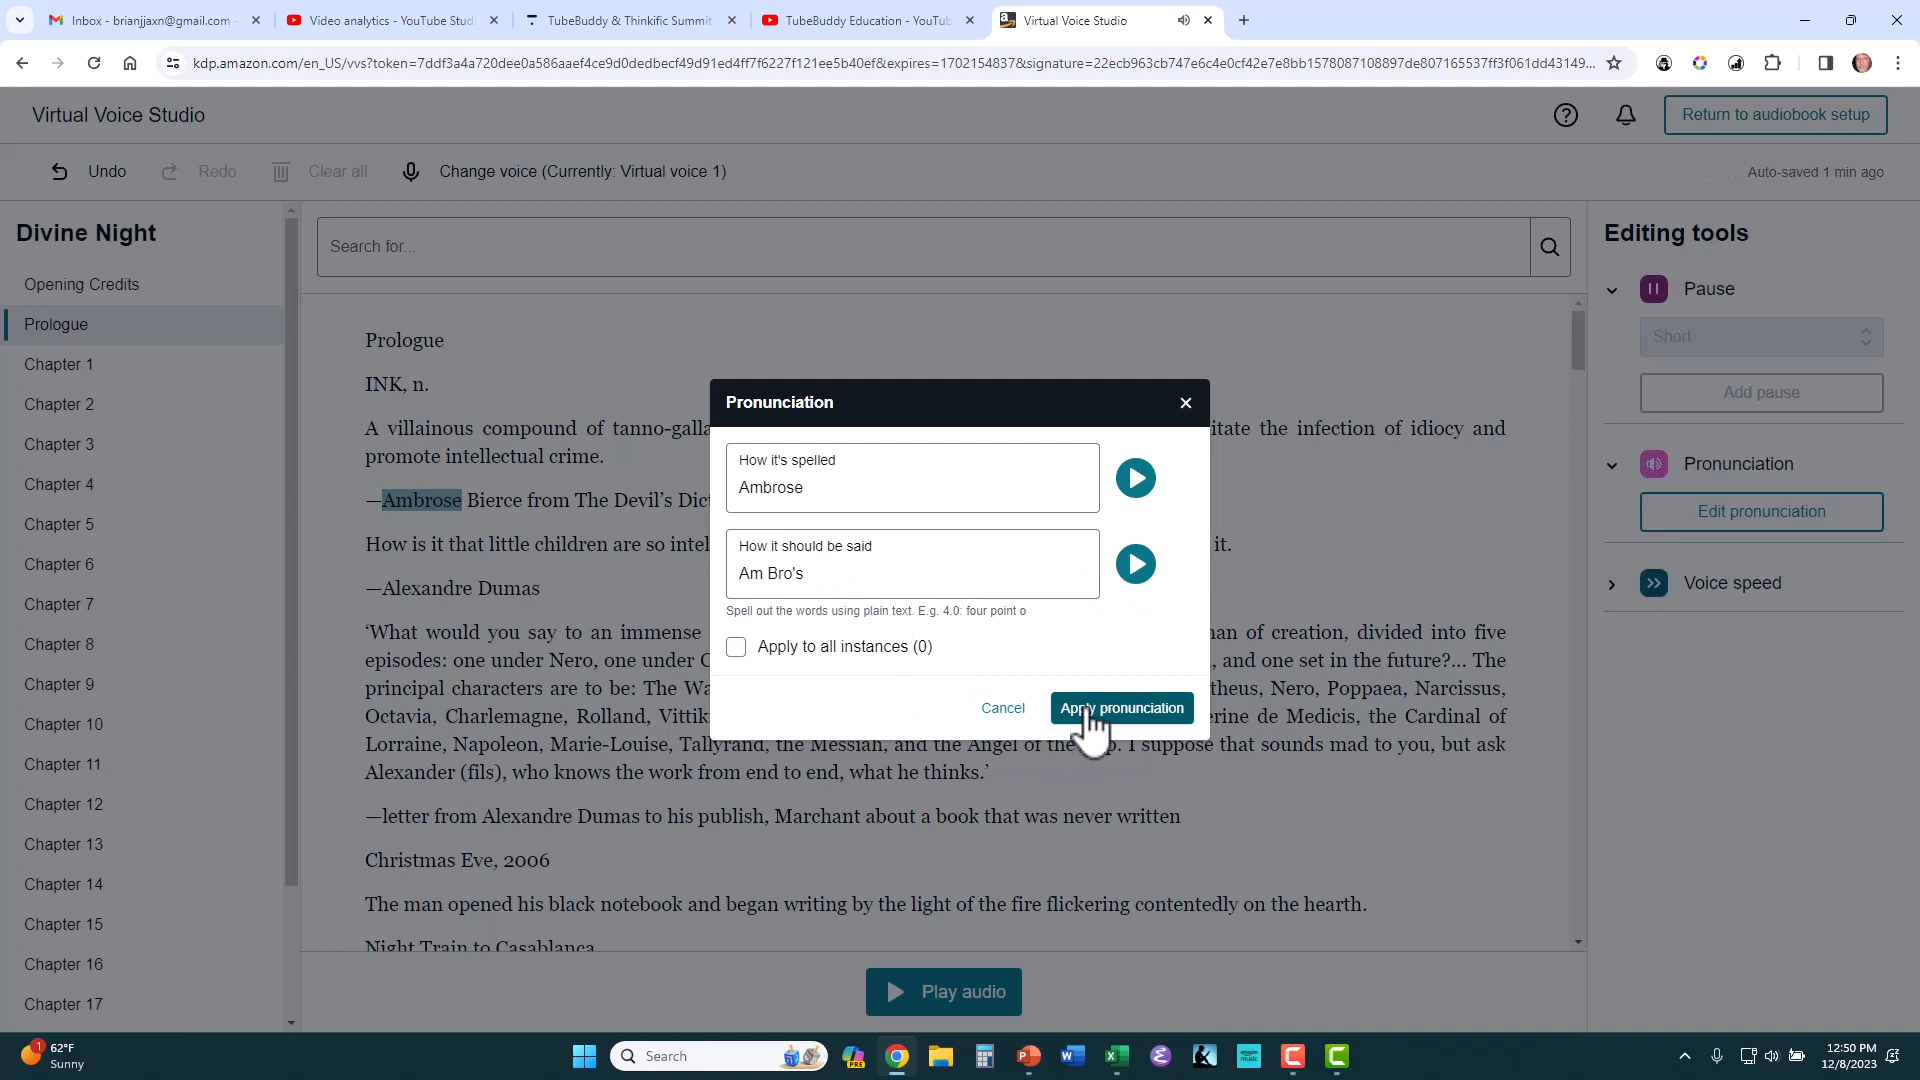 Inbox - brianjjaxn@gmail.com -
Video analytics - YouTube Studi
TubeBuddy & Thinkific Summit
TubeBuddy Education - YouTub
Virtual Voice Studio
kdp.amazon.com/en_US/vvs?token=7ddf3a4a720dee0a586aaef4ce9d0dedbecf49d91ed4ff7f6227f121ee5b40ef&expires=1702154837&signature=22ecb963cb747e6c4e0cf42e7e8bb1578087108897de807165537ff3f061dd43149...
Virtual Voice Studio
Return to audiobook setup
Undo
Redo
Clear all
Change voice (Currently: Virtual voice 1)
Auto-saved 1 min ago
Divine Night
Opening Credits
Prologue
Chapter 1
Chapter 2
Chapter 3
Chapter 4
Chapter 5
Chapter 6
Chapter 7
Chapter 8
Chapter 9
Chapter 10
Chapter 11
Chapter 12
Chapter 13
Chapter 14
Chapter 15
Chapter 16
Chapter 17
Search for...
Prologue
INK, n.
A villainous compound of tanno-galla itate the infection of idiocy and
promote intellectual crime.
—Ambrose Bierce from The Devil's Dict
How is it that little children are so intel it.
—Alexandre Dumas
'What would you say to an immense an of creation, divided into five
episodes: one under Nero, one under C , and one set in the future?... The
principal characters are to be: The Wa theus, Nero, Poppaea, Narcissus,
Octavia, Charlemagne, Rolland, Vittik erine de Medicis, the Cardinal of
Lorraine, Napoleon, Marie-Louise, Tallyrand, the Messiah, and the Angel of the p. I suppose that sounds mad to you, but ask
Alexander (fils), who knows the work from end to end, what he thinks.'
—letter from Alexandre Dumas to his publish, Marchant about a book that was never written
Christmas Eve, 2006
The man opened his black notebook and began writing by the light of the fire flickering contentedly on the hearth.
Night Train to Casablanca
Pronunciation
How it's spelled
Ambrose
How it should be said
Am Bro's
Spell out the words using plain text. E.g. 4.0: four point o
Apply to all instances (0)
Cancel
Apply pronunciation
Play audio
Editing tools
Pause
Short
Add pause
Pronunciation
Edit pronunciation
Voice speed
1
62°F
Sunny
Search
PRE
12:50 PM
12/8/2023